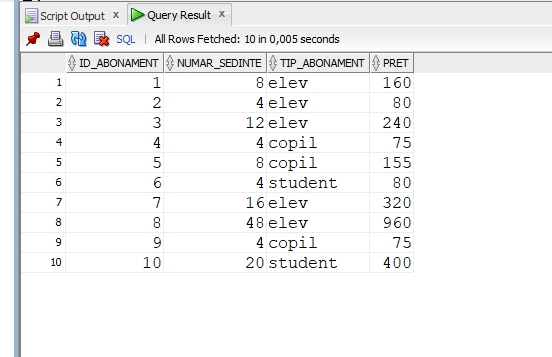 Script Output x Query Result x
SQL | All Rows Fetched: 10 in 0,005 seconds
ID_ABONAMENT NUMAR_SEDINTE TIP_ABONAMENT PRET
1 1 8 elev 160
2 2 4 elev 80
3 3 12 elev 240
4 4 4 copil 75
5 5 8 copil 155
6 6 4 student 80
7 7 16 elev 320
8 8 48 elev 960
9 9 4 copil 75
10 10 20 student 400